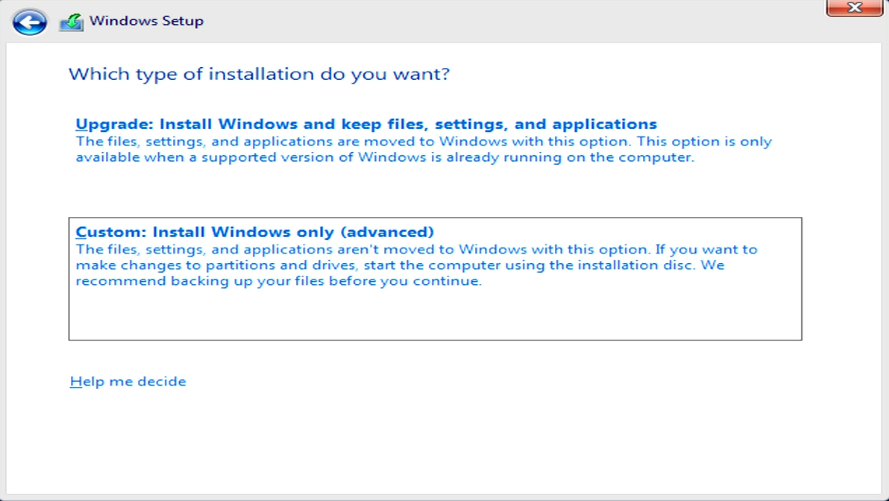 Windows Setup
Which type of installation do you want?
Upgrade: Install Windows and keep files, settings, and applications
The files, settings, and applications are moved to Windows with this option. This option is only
available when a supported version of Windows is already running on the computer.
Custom: Install Windows only (advanced)
The files, settings, and applications aren't moved to Windows with this option. If you want to
make changes to partitions and drives, start the computer using the installation disc. We
recommend backing up your files before you continue.
Help me decide